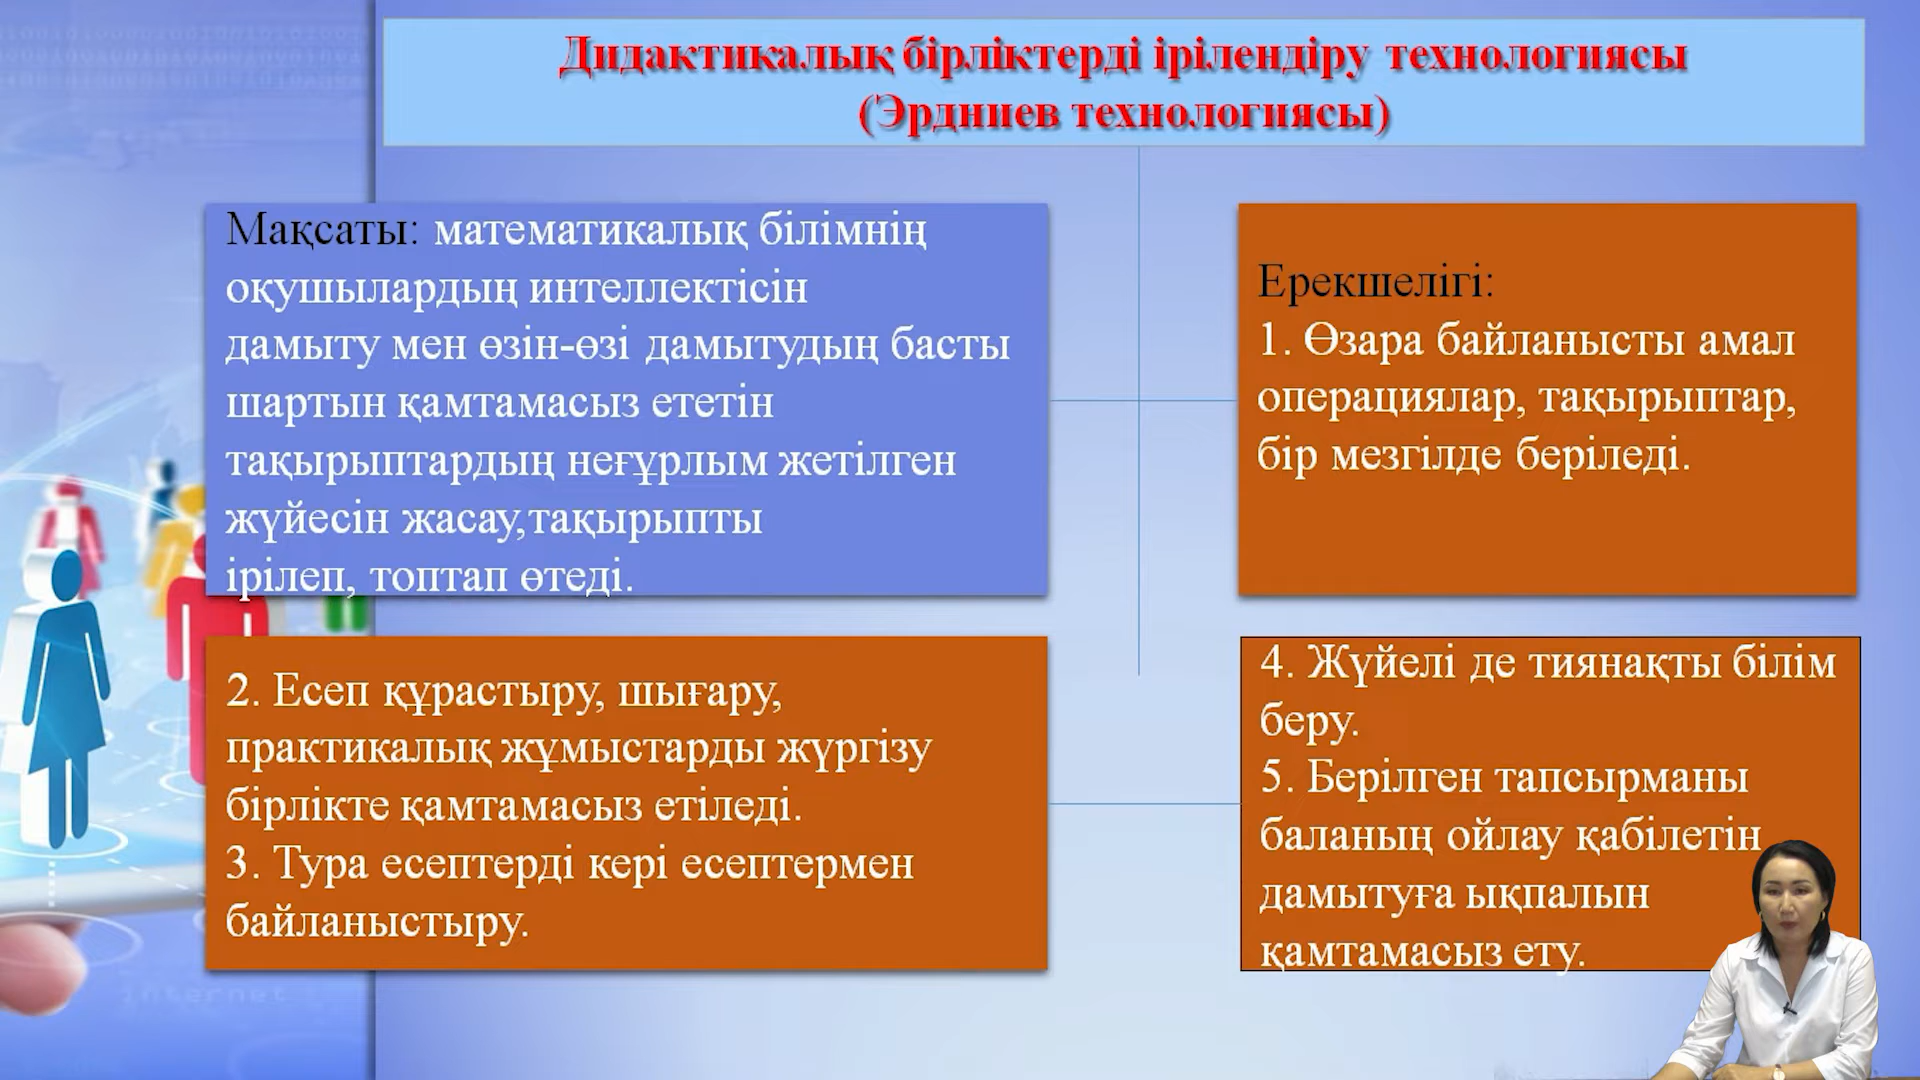 Дидактикалық бірліктерді ірілендіру технологиясы
(Эрдниев технологиясы)
Мақсаты: математикалық білімнің
оқушылардың интеллектісін
дамыту мен өзін-өзі дамытудың басты
шартын қамтамасыз ететін
тақырыптардың неғұрлым жетілген
жүйесін жасау,тақырыпты
ірілеп, топтап өтеді.
Ерекшелігі:
1. Өзара байланысты амал
операциялар, тақырыптар,
бір мезгілде беріледі.
2. Есеп құрастыру, шығару,
практикалық жұмыстарды жүргізу
бірлікте қамтамасыз етіледі.
3. Тура есептерді кері есептермен
байланыстыру.
4. Жүйелі де тиянақты білім
беру.
5. Берілген тапсырманы
баланың ойлау қабілетін
дамытуға ықпалын
қамтамасыз ету.
internet